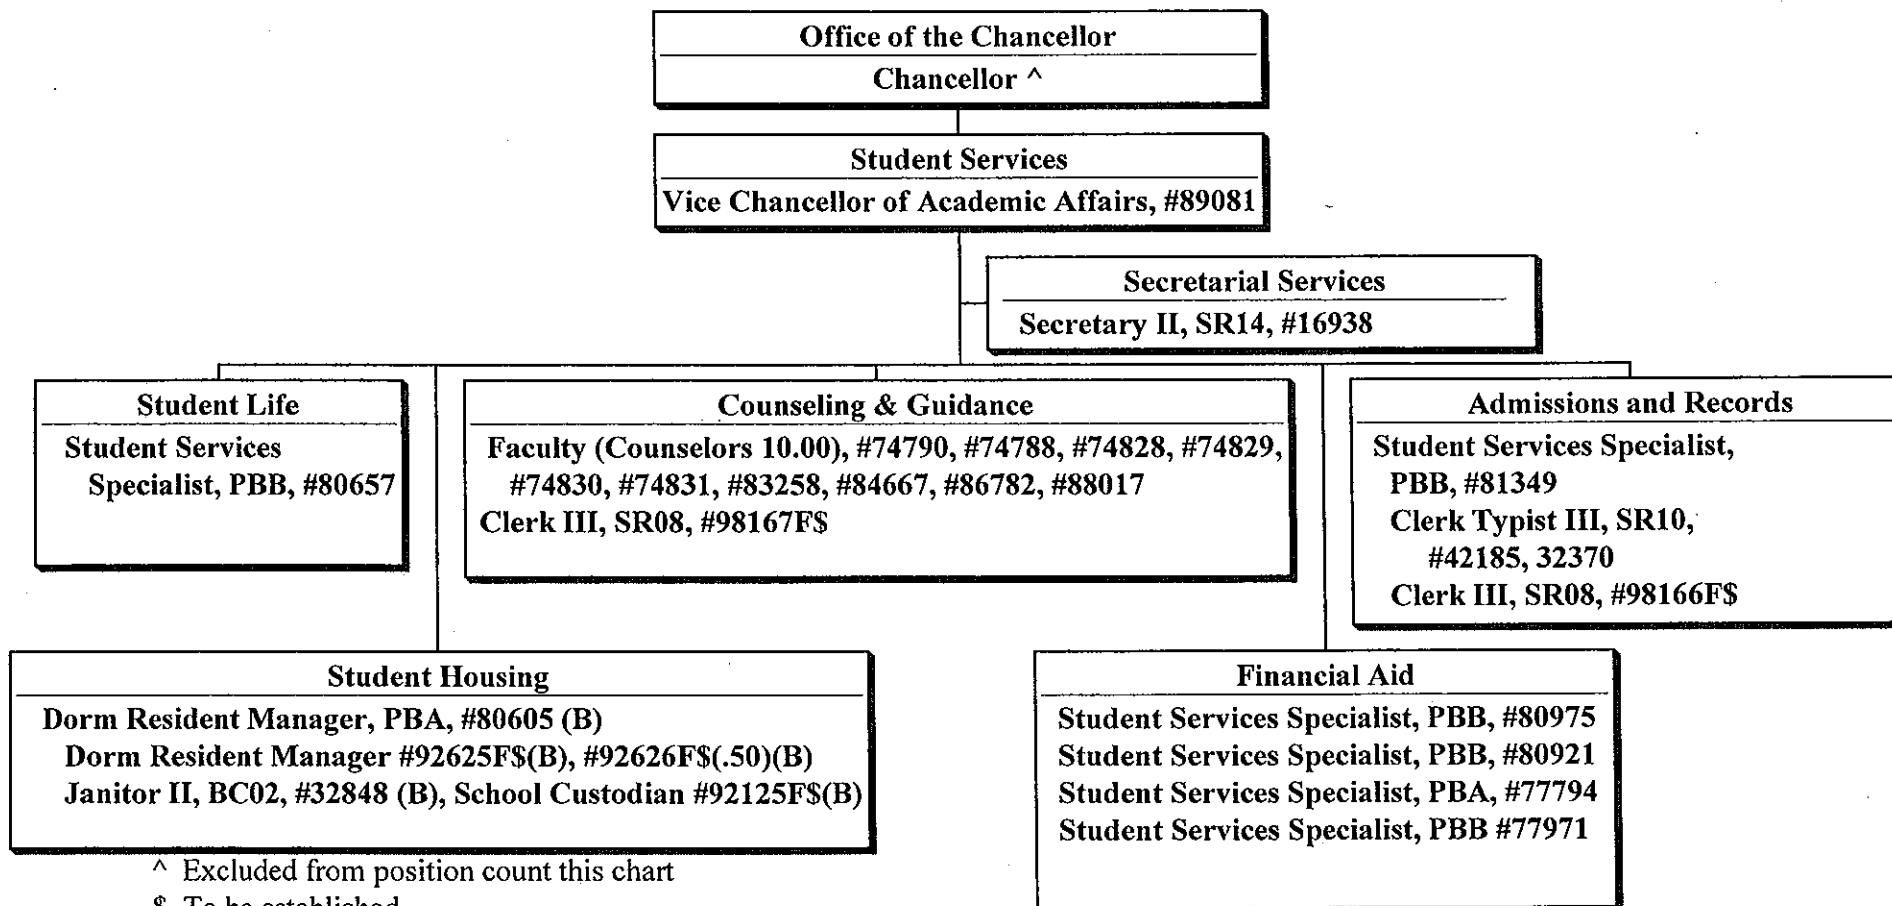 Office of the Chancellor
Chancellor ^
Student Services
Vice Chancellor of Academic Affairs, #89081
Secretarial Services
Secretary II, SR14, #16938
Student Life
Student Services
Specialist, PBB, #80657
Counseling & Guidance
Faculty (Counselors 10.00), #74790, #74788, #74828, #74829,
#74830, #74831, #83258, #84667, #86782, #88017
Clerk III, SR08, #98167F$
Admissions and Records
Student Services Specialist,
PBB, #81349
Clerk Typist III, SR10,
#42185, 32370
Clerk III, SR08, #98166F$
Student Housing
Dorm Resident Manager, PBA, #80605 (B)
Dorm Resident Manager #92625F$(B), #92626F$(.50)(B)
Janitor II, BC02, #32848 (B), School Custodian #92125F$(B)
Financial Aid
Student Services Specialist, PBB, #80975
Student Services Specialist, PBB, #80921
Student Services Specialist, PBA, #77794
Student Services Specialist, PBB #77971
^ Excluded from position count this chart
$ To be established